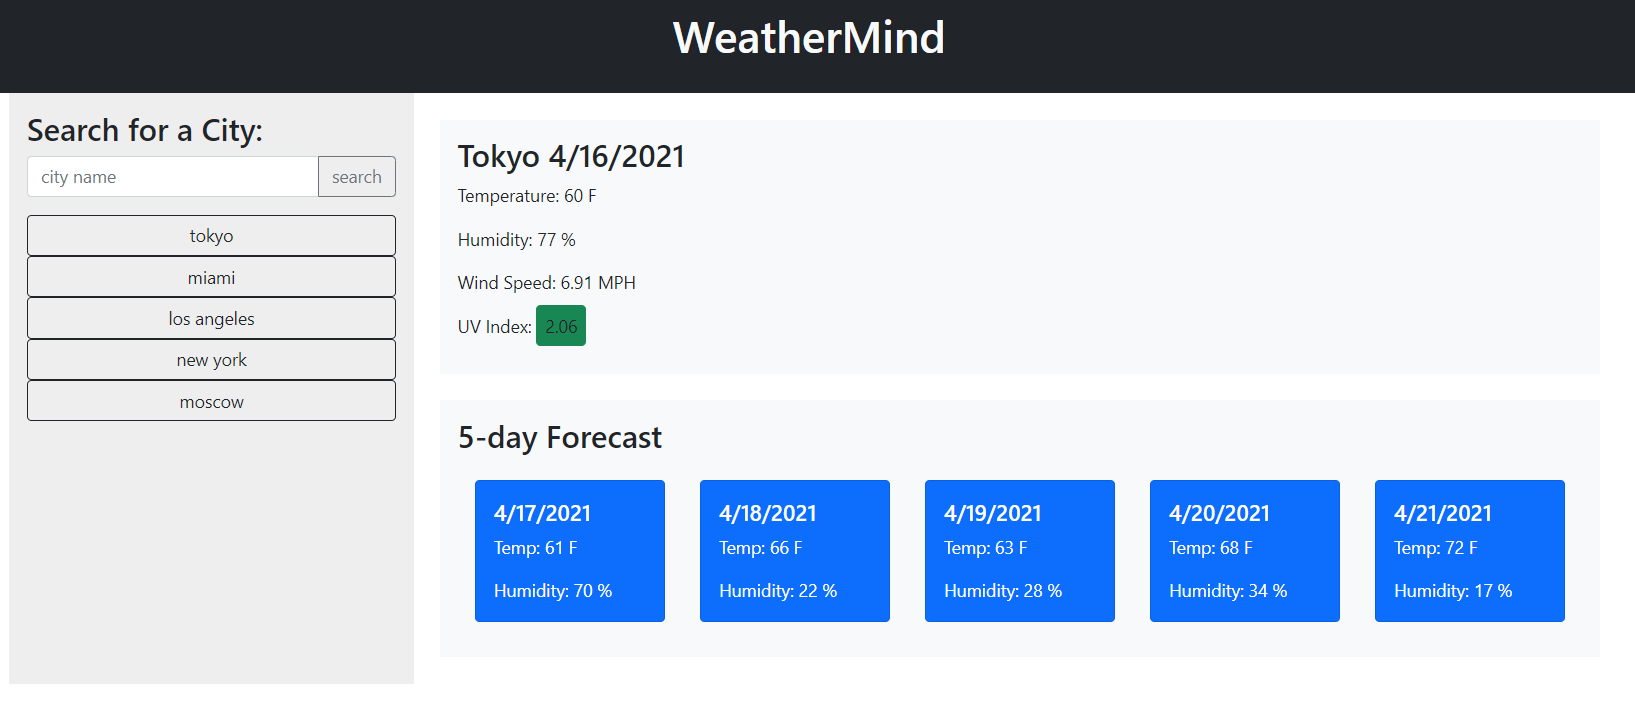 WeatherMind
Search for a City:
city name
search
tokyo
miami
los angeles
new york
moscow
Tokyo 4/16/2021
Temperature: 60 F
Humidity: 77 %
Wind Speed: 6.91 MPH
UV Index: 2.06
5-day Forecast
4/17/2021
Temp: 61 F
Humidity: 70 %
4/18/2021
Temp: 66 F
Humidity: 22 %
4/19/2021
Temp: 63 F
Humidity: 28 %
4/20/2021
Temp: 68 F
Humidity: 34 %
4/21/2021
Temp: 72 F
Humidity: 17 %